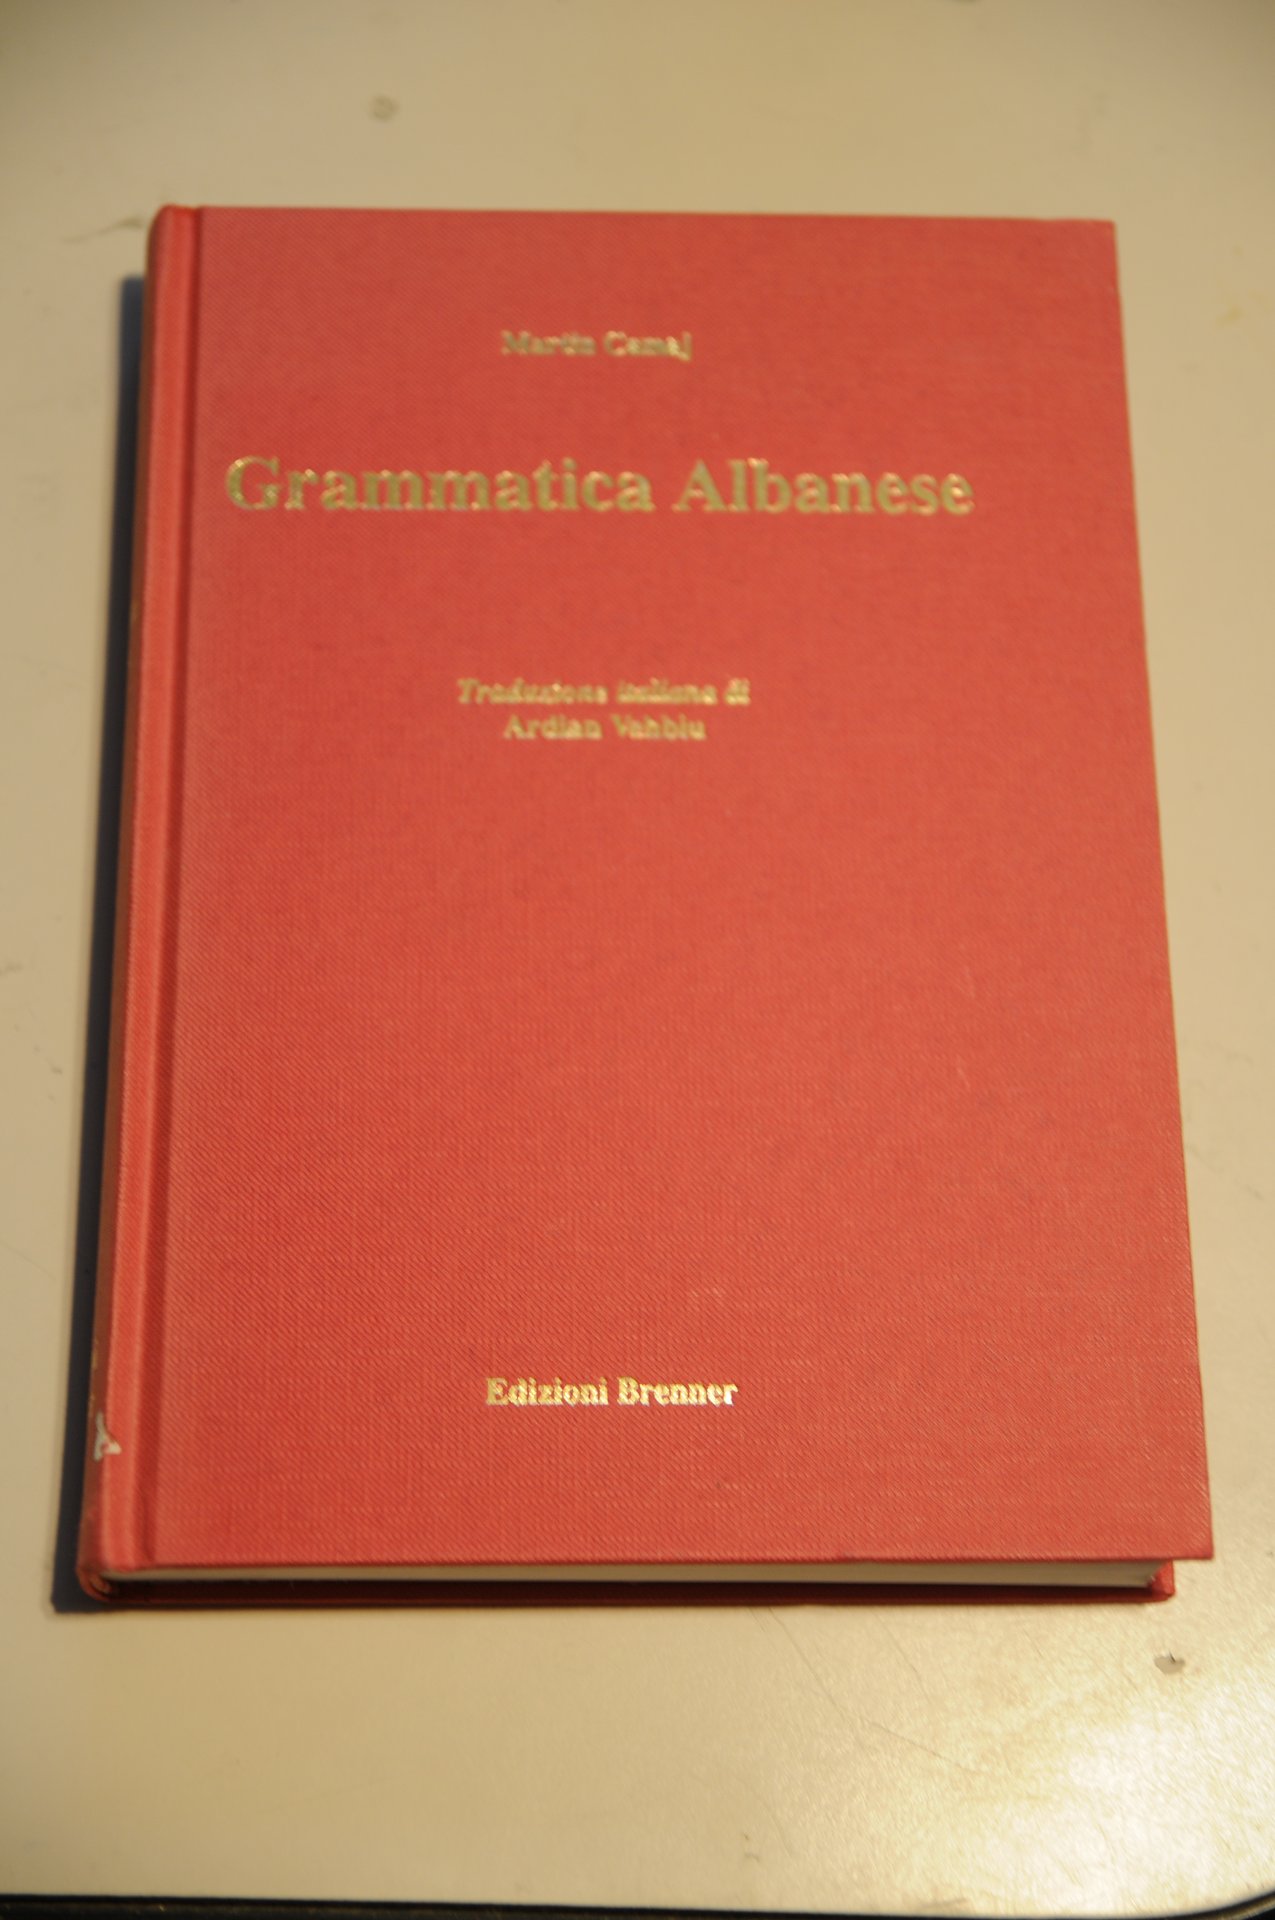 Martin Camaj
Grammatica Albanese
Traduzione italiana di
Ardian Vehbiu
Edizioni Brenner